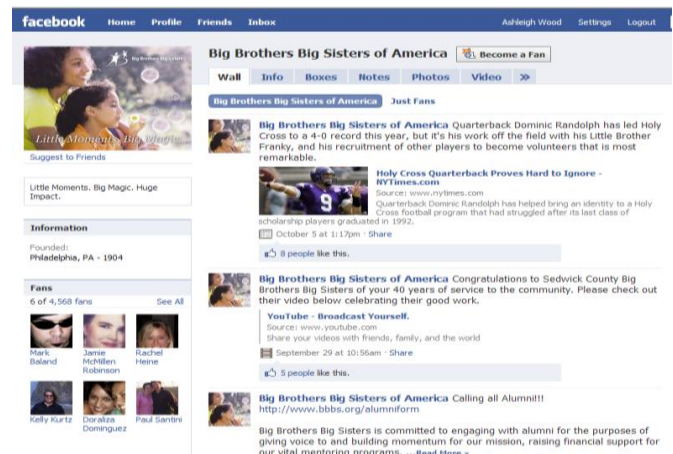 facebook Home Profile Friends Inbox Ashleigh Wood Settings Logout
Big Brothers Big Sisters
Little Moments. Big Magic.
Suggest to Friends
Little Moments. Big Magic. Huge
Impact.
Information
Founded:
Philadelphia, PA - 1904
Fans
6 of 4,568 fans See All
Mark
Baland
Jamie
McMillen
Robinson
Rachel
Heine
Kelly Kurtz
Doraliza
Dominguez
Paul Santini
Big Brothers Big Sisters of America Become a Fan
Wall Info Boxes Notes Photos Video »
Big Brothers Big Sisters of America Just Fans
Big Brothers Big Sisters of America Quarterback Dominic Randolph has led Holy
Cross to a 4-0 record this year, but it's his work off the field with his Little Brother
Franky, and his recruitment of other players to become volunteers that is most
remarkable.
Holy Cross Quarterback Proves Hard to Ignore -
NYTimes.com
Source: www.nytimes.com
Quarterback Dominic Randolph has helped bring an identity to a Holy
Cross football program that had struggled after its last class of
scholarship players graduated in 1992.
October 5 at 1:17pm · Share
8 people like this.
Big Brothers Big Sisters of America Congratulations to Sedwick County Big
Brothers Big Sisters of your 40 years of service to the community. Please check out
their video below celebrating their good work.
YouTube - Broadcast Yourself.
Source: www.youtube.com
Share your videos with friends, family, and the world
September 29 at 10:56am · Share
5 people like this.
Big Brothers Big Sisters of America Calling all Alumni!!!
http://www.bbbs.org/alumniform
Big Brothers Big Sisters is committed to engaging with alumni for the purposes of
giving voice to and building momentum for our mission, raising financial support for
our vital mentoring programs, ...Read More »